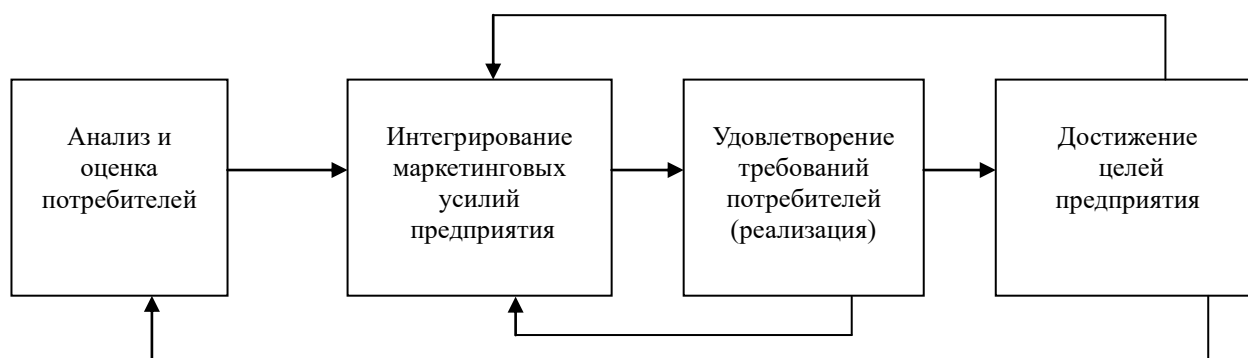 Анализ и
оценка
потребителей
Интегрирование
маркетинговых
усилий
предприятия
Удовлетворение
требований
потребителей
(реализация)
Достижение
целей
предприятия